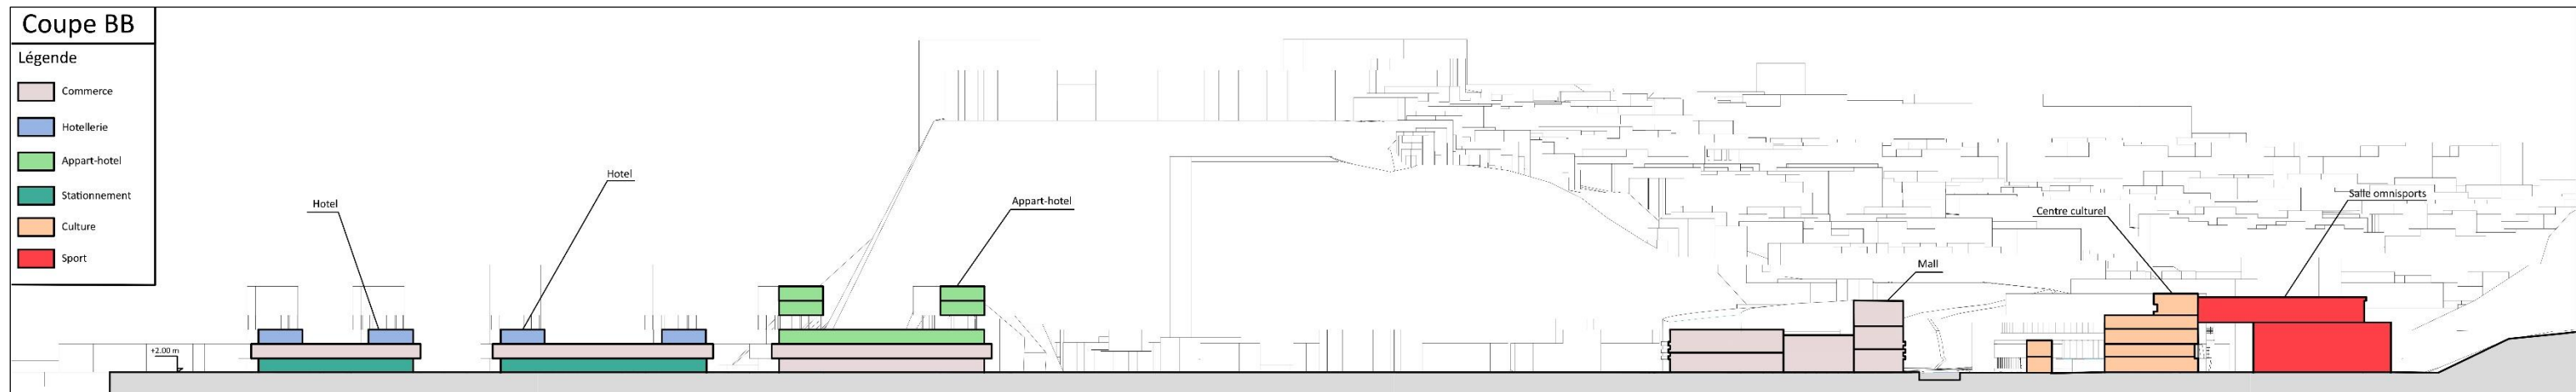 Coupe BB
Légende
Commerce
Hotellerie
Appart-hotel
Stationnement
Culture
Sport
Hotel
Hotel
Appart-hotel
Mall
Centre culturel
Salle omnisports
+2.00 m